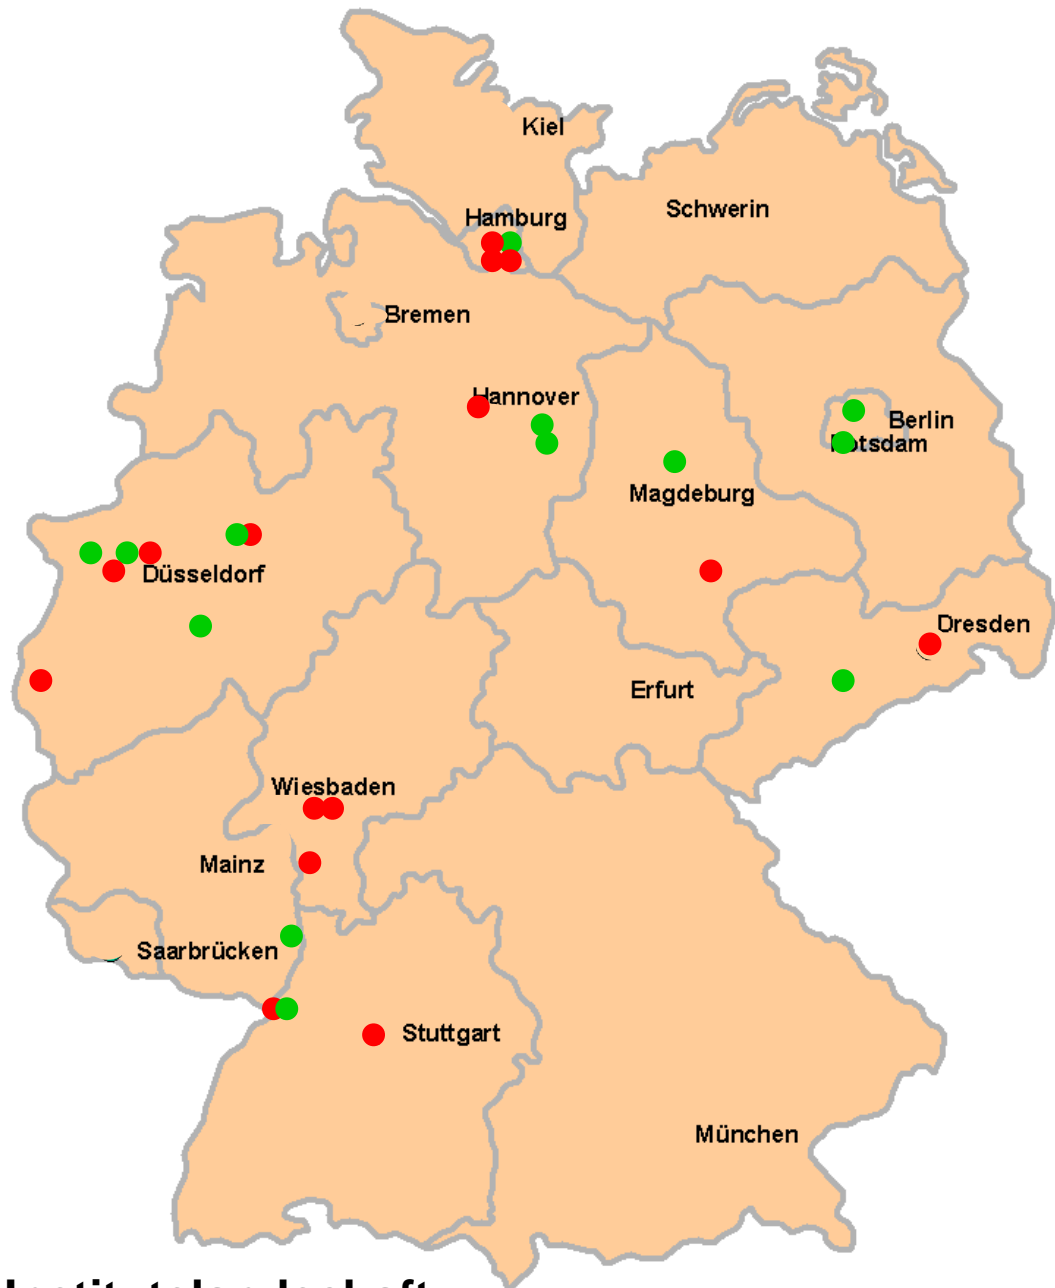 Kiel
Schwerin
Hamburg
Bremen
Hannover
Berlin
Potsdam
Magdeburg
Düsseldorf
Dresden
Erfurt
Wiesbaden
Mainz
Saarbrücken
Stuttgart
München